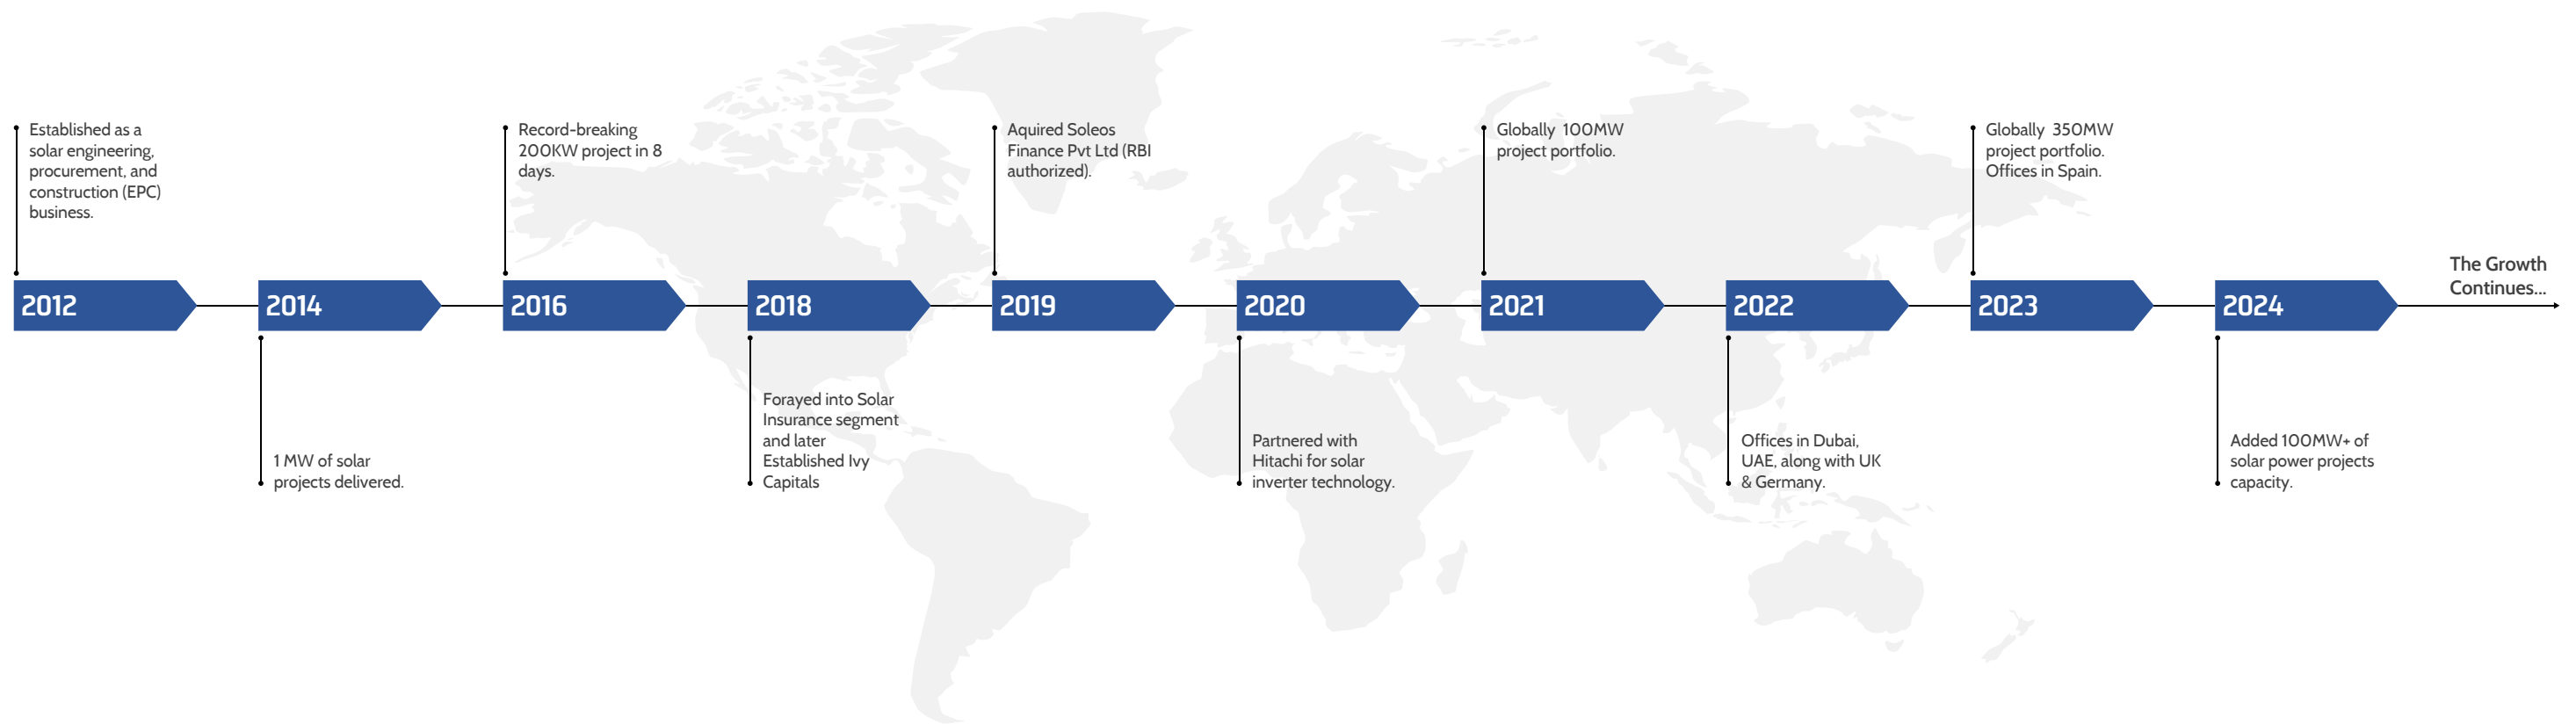 Established as a
solar engineering,
procurement, and
construction (EPC)
business.
Record-breaking
200KW project in 8
days.
Aquired Soleos
Finance Pvt Ltd (RBI
authorized).
Globally 100MW
project portfolio.
Globally 350MW
project portfolio.
Offices in Spain.
The Growth
Continues...
2012
2014
2016
2018
2019
2020
2021
2022
2023
2024
1 MW of solar
projects delivered.
Forayed into Solar
Insurance segment
and later
Established Ivy
Capitals
Partnered with
Hitachi for solar
inverter technology.
Offices in Dubai,
UAE, along with UK
& Germany.
Added 100MW+ of
solar power projects
capacity.